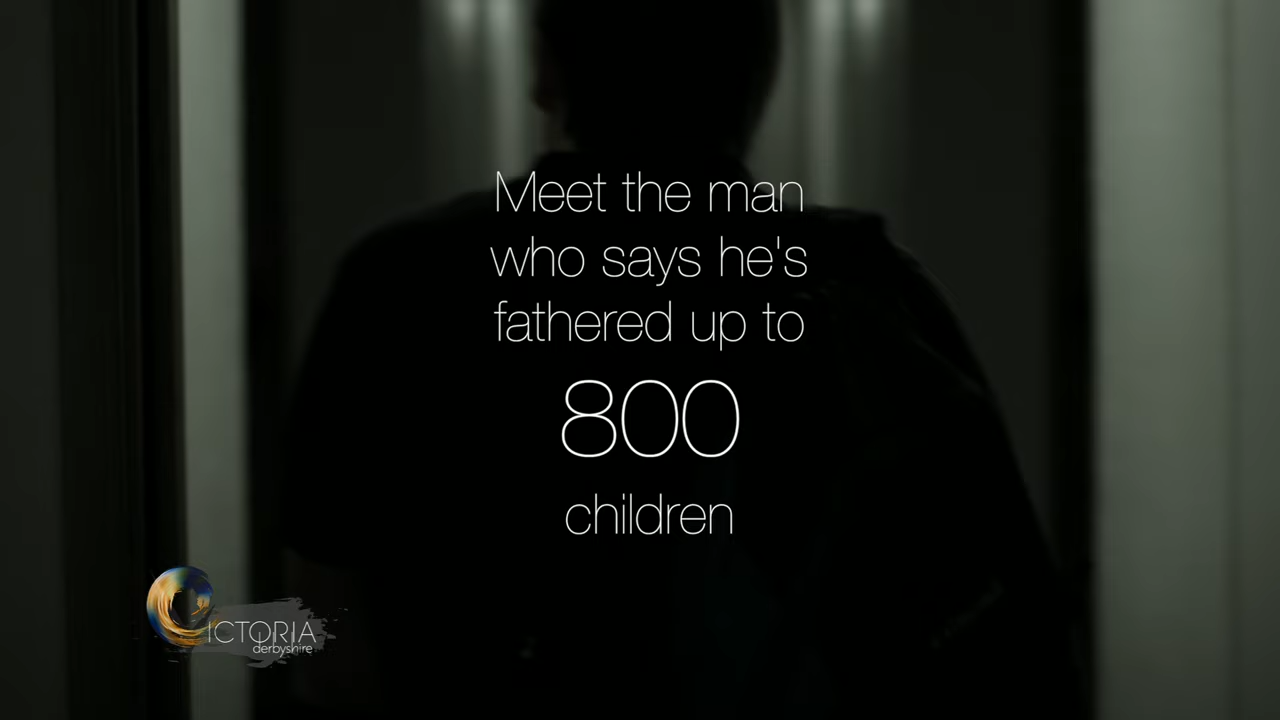 Meet the man
who says he's
fathered up to
800
children
ICTORIA
derbyshire